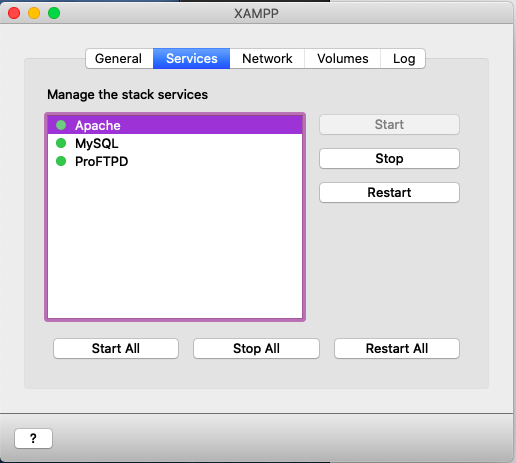 XAMPP
General Services Network Volumes Log
Manage the stack services
Apache
MySQL
ProFTPD
Start
Stop
Restart
Start All Stop All Restart All
?